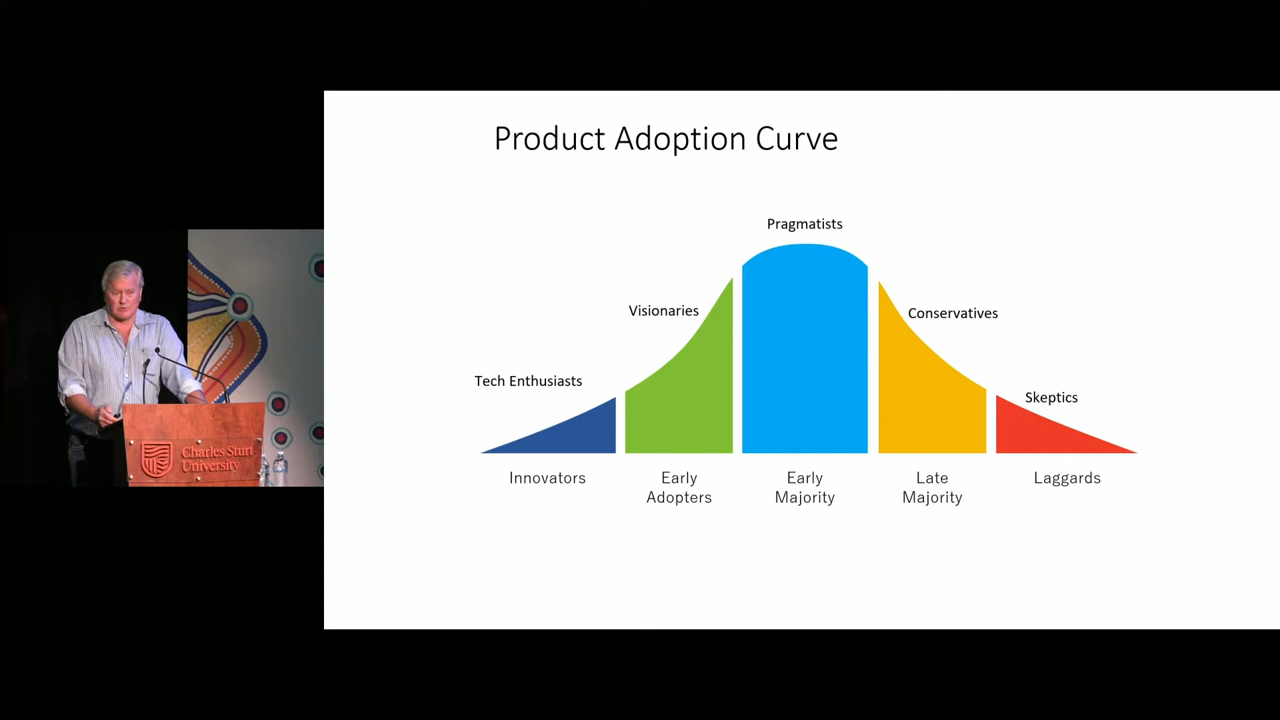 Product Adoption Curve
Pragmatists
Visionaries
Conservatives
Tech Enthusiasts
Skeptics
Innovators
Early
Adopters
Early
Majority
Late
Majority
Laggards
Charles Sturt
University